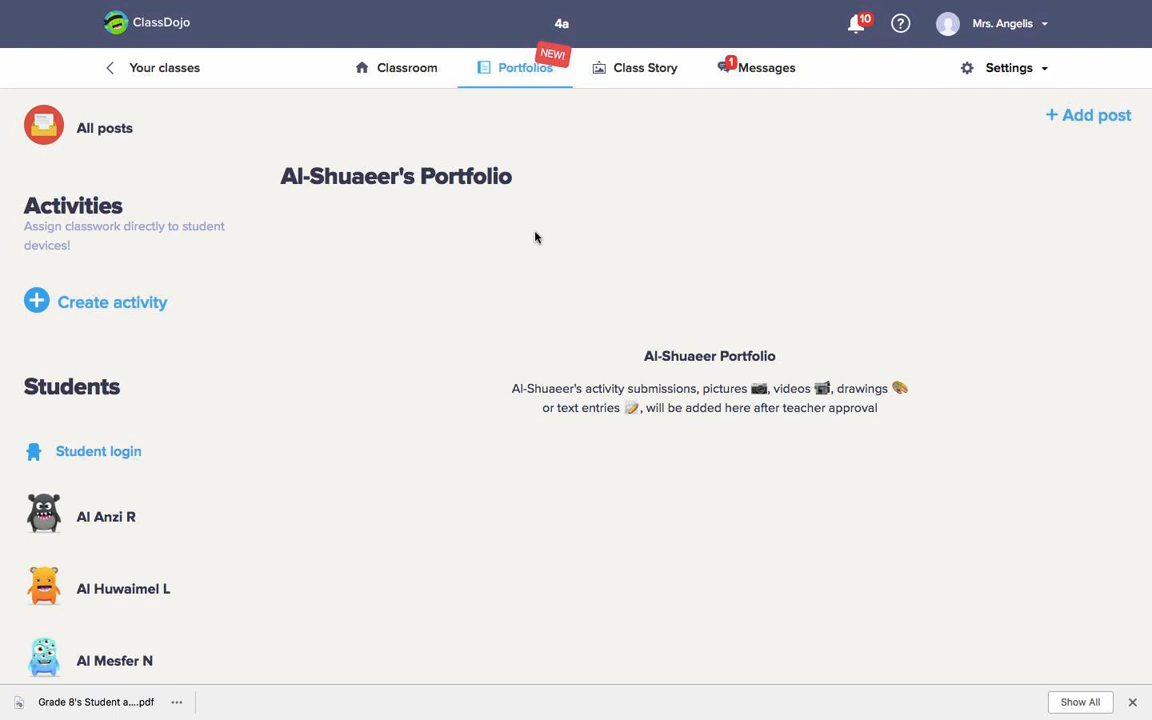 ClassDojo
4a
10
?
Mrs. Angelis
Your classes
Classroom
Portfolios
NEW!
Class Story
1
Messages
Settings
All posts
+ Add post
Al-Shuaeer's Portfolio
Activities
Assign classwork directly to student
devices!
Create activity
Al-Shuaeer Portfolio
Al-Shuaeer's activity submissions, pictures 📷, videos 📹, drawings 🎨
or text entries 📝, will be added here after teacher approval
Students
Student login
Al Anzi R
Al Huwaimel L
Al Mesfer N
Grade 8's Student a....pdf
Show All